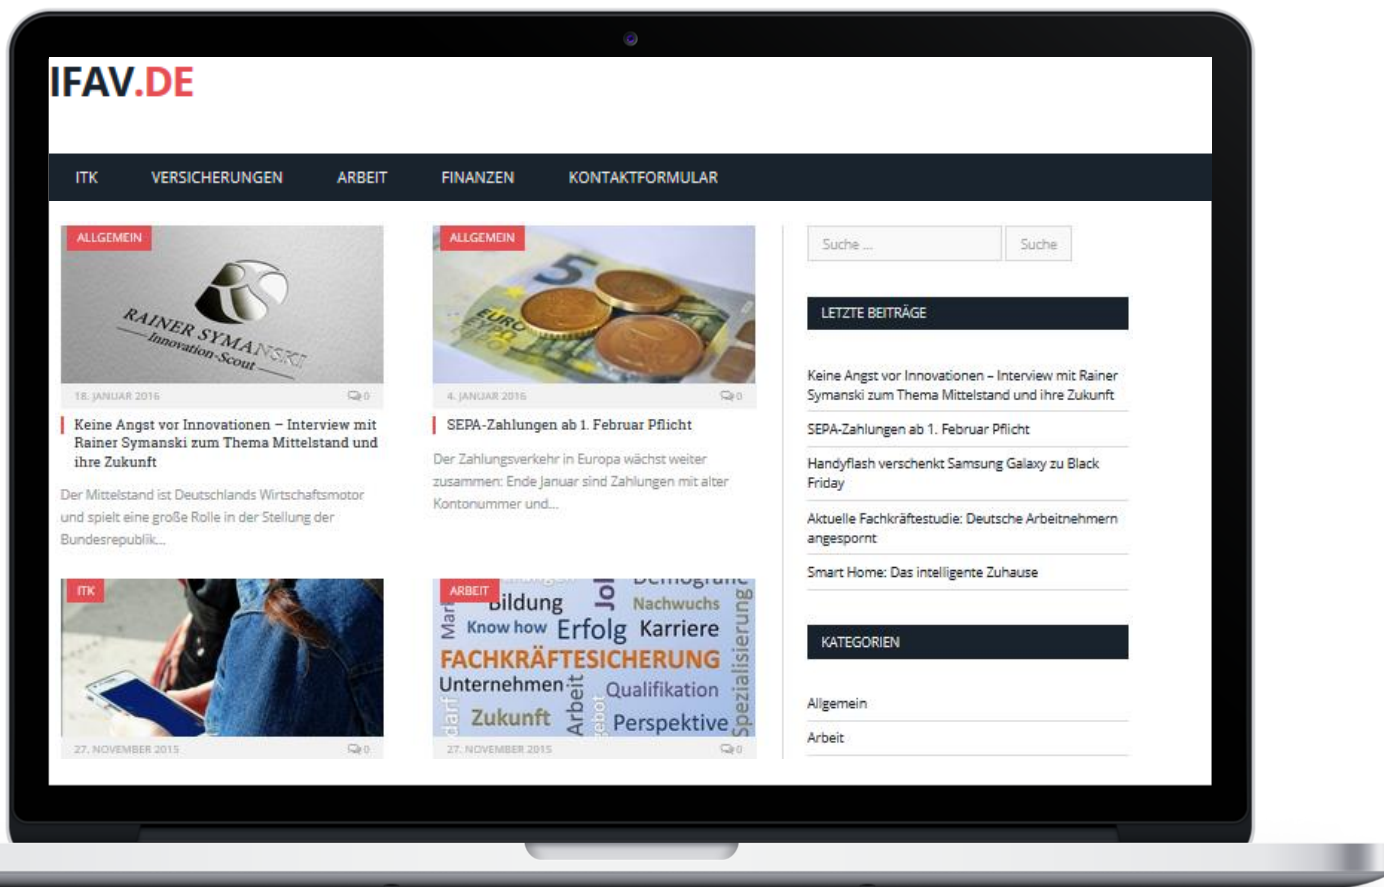 IFAV.DE
ITK
VERSICHERUNGEN
ARBEIT
FINANZEN
KONTAKTFORMULAR
ALLGEMEIN
RAINER SYMANSKI
Innovation-Scout
18. JANUAR 2016
0
Keine Angst vor Innovationen – Interview mit
Rainer Symanski zum Thema Mittelstand und
ihre Zukunft
Der Mittelstand ist Deutschlands Wirtschaftsmotor
und spielt eine große Rolle in der Stellung der
Bundesrepublik...
ALLGEMEIN
5
EURO
4. JANUAR 2016
0
SEPA-Zahlungen ab 1. Februar Pflicht
Der Zahlungsverkehr in Europa wächst weiter
zusammen: Ende Januar sind Zahlungen mit alter
Kontonummer und...
ITK
27. NOVEMBER 2015
0
ARBEIT
Bildung
Nachwuchs
Know how
Erfolg
Karriere
FACHKRÄFTESICHERUNG
Unternehmen
Arbeit
Qualifikation
Spezialisierung
Zukunft
Perspektive
27. NOVEMBER 2015
0
Suche ...
Suche
LETZTE BEITRÄGE
Keine Angst vor Innovationen – Interview mit Rainer
Symanski zum Thema Mittelstand und ihre Zukunft
SEPA-Zahlungen ab 1. Februar Pflicht
Handyflash verschenkt Samsung Galaxy zu Black
Friday
Aktuelle Fachkräftestudie: Deutsche Arbeitnehmern
angespornt
Smart Home: Das intelligente Zuhause
KATEGORIEN
Allgemein
Arbeit